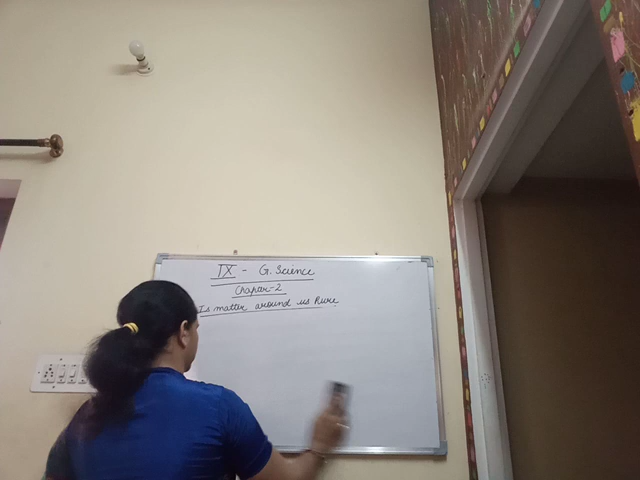 IX - G. Science
Chapter-2
Is matter around us Pure